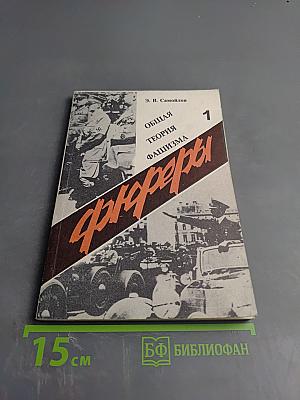 Э. В. Самойлов
ОБЩАЯ
ТЕОРИЯ
ФАШИЗМА
1
фюреры
15 см
БФ БИБЛИОФАН